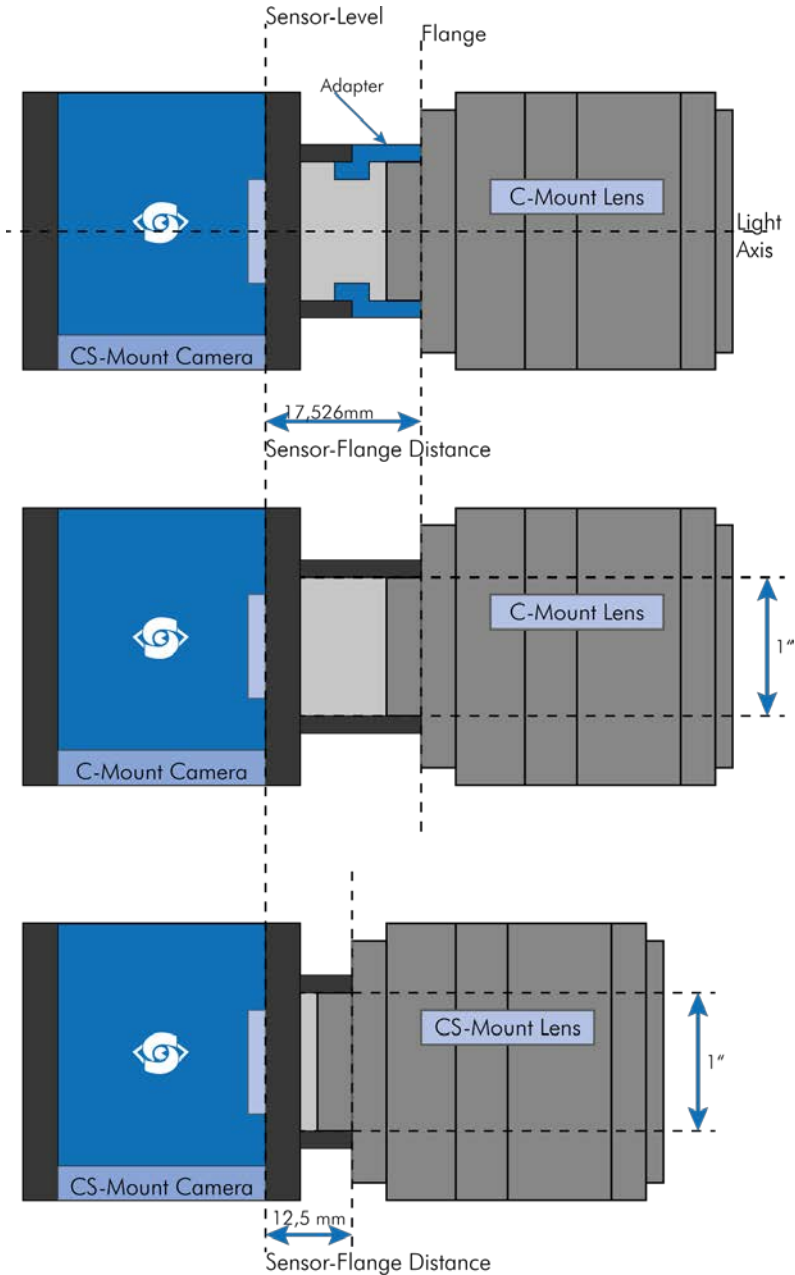 Sensor-Level
Flange
Adapter
C-Mount Lens
Light
Axis
CS-Mount Camera
17,526mm
Sensor-Flange Distance
C-Mount Lens
1“
C-Mount Camera
CS-Mount Lens
1“
CS-Mount Camera
12,5 mm
Sensor-Flange Distance